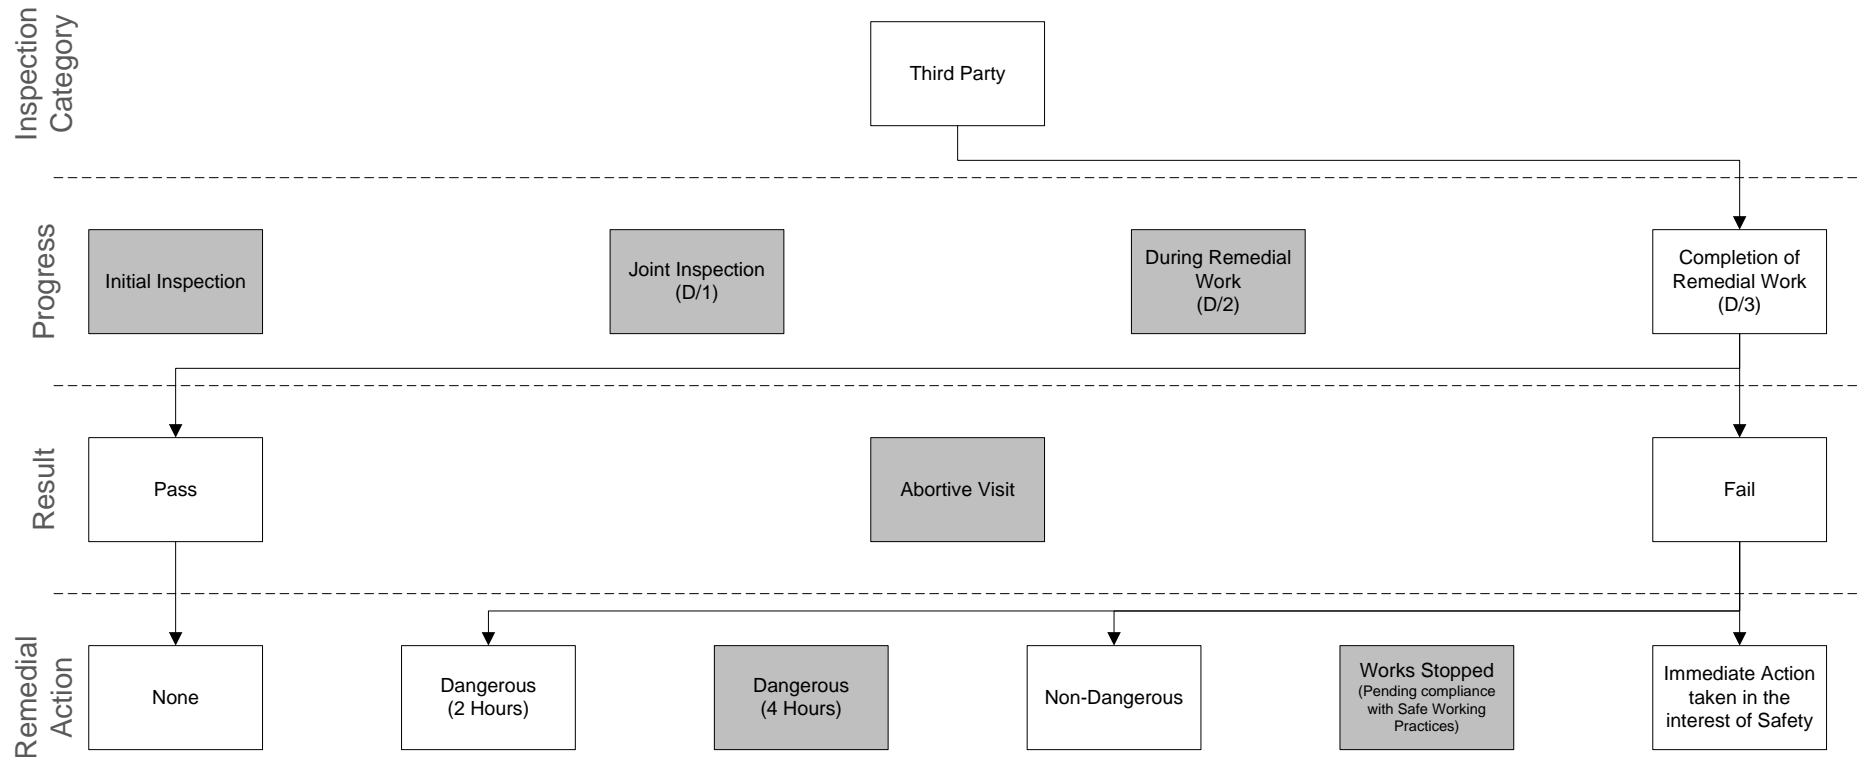 Inspection
Category
Third Party
Progress
Initial Inspection
Joint Inspection
(D/1)
During Remedial
Work
(D/2)
Completion of
Remedial Work
(D/3)
Result
Pass
Abortive Visit
Fail
Remedial
Action
None
Dangerous
(2 Hours)
Dangerous
(4 Hours)
Non-Dangerous
Works Stopped
(Pending compliance
with Safe Working
Practices)
Immediate Action
taken in the
interest of Safety